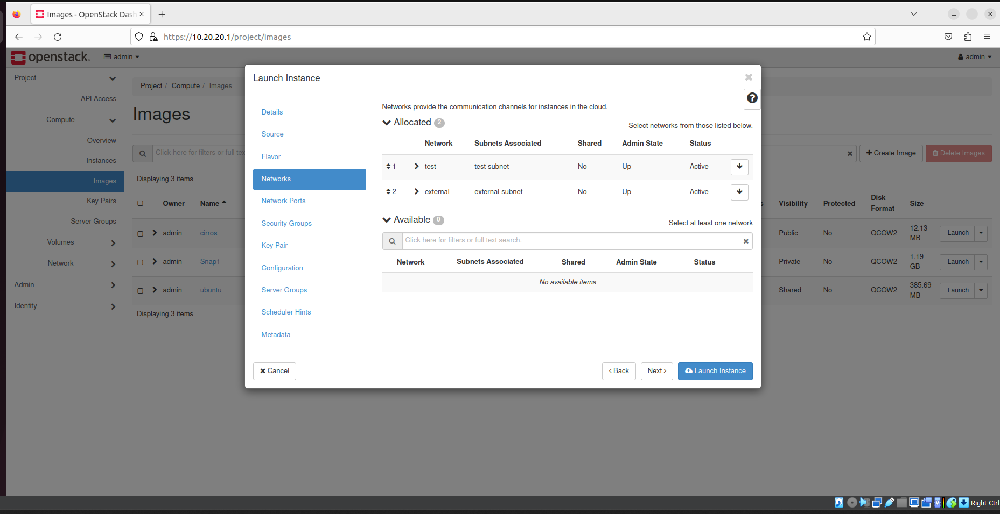 Images - OpenStack Dash
https://10.20.20.1/project/images
openstack.
admin
admin
Project
API Access
Compute
Overview
Instances
Images
Key Pairs
Server Groups
Volumes
Network
Admin
Identity
Project / Compute / Images
Images
Click here for filters or full tex
Create Image
Delete Images
Displaying 3 items
Owner Name Visibility Protected Disk Format Size
admin cirros Public No QCOW2 12.13 MB Launch
admin Snap1 Private No QCOW2 1.19 GB Launch
admin ubuntu Shared No QCOW2 385.69 MB Launch
Displaying 3 items
Launch Instance
Details
Source
Flavor
Networks
Network Ports
Security Groups
Key Pair
Configuration
Server Groups
Scheduler Hints
Metadata
Networks provide the communication channels for instances in the cloud.
Allocated 2
Select networks from those listed below.
Network Subnets Associated Shared Admin State Status
1 test test-subnet No Up Active
2 external external-subnet No Up Active
Available 0
Select at least one network
Click here for filters or full text search.
Network Subnets Associated Shared Admin State Status
No available items
Cancel
< Back
Next >
Launch Instance
Right Ctrl